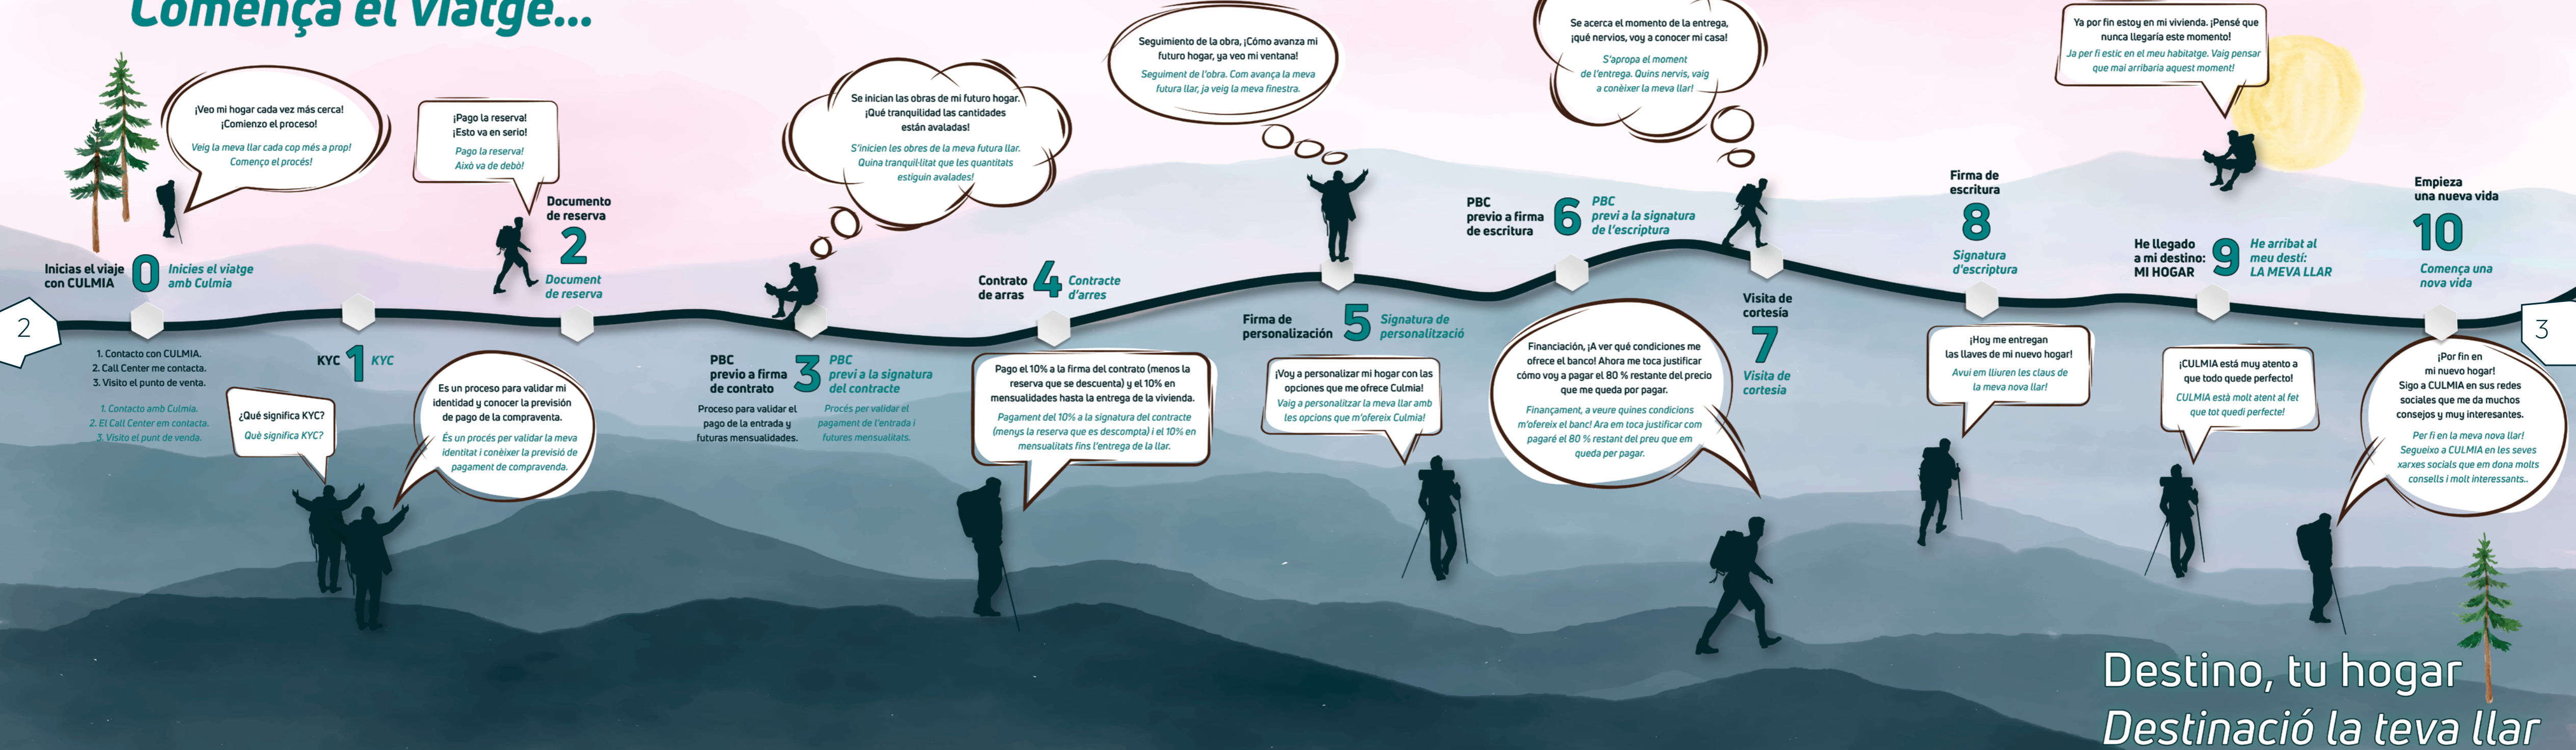 Comença el viatge...
¡Veo mi hogar cada vez más cerca!
¡Comienzo el proceso!
Veig la meva llar cada cop més a prop!
Començo el procés!
Inicias el viaje
con CULMIA
0
Inicies el viatge
amb Culmia
1. Contacto con CULMIA.
2. Call Center me contacta.
3. Visito el punto de venta.
1. Contacto amb Culmia.
2. El Call Center em contacta.
3. Visito el punt de venda.
2
KYC
1
KYC
¿Qué significa KYC?
Què significa KYC?
Es un proceso para validar mi
identidad y conocer la previsión
de pago de la compraventa.
És un procés per validar la meva
identitat i conèixer la previsió de
pagament de compravenda.
¡Pago la reserva!
¡Esto va en serio!
Pago la reserva!
Això va de debò!
Documento
de reserva
2
Document
de reserva
Se inician las obras de mi futuro hogar.
¡Qué tranquilidad las cantidades
están avaladas!
S'inicien les obres de la meva futura llar.
Quina tranquil·litat que les quantitats
estiguin avalades!
PBC
previo a firma
de contrato
3
PBC
previ a la signatura
del contracte
Proceso para validar el
pago de la entrada y
futuras mensualidades.
Procés per validar el
pagament de l'entrada i
futures mensualitats.
Contrato
de arras
4
Contracte
d'arres
Pago el 10% a la firma del contrato (menos la
reserva que se descuenta) y el 10% en
mensualidades hasta la entrega de la vivienda.
Pagament del 10% a la signatura del contracte
(menys la reserva que es descompta) i el 10% en
mensualitats fins l'entrega de la llar.
Seguimiento de la obra, ¡Cómo avanza mi
futuro hogar, ya veo mi ventana!
Seguiment de l'obra. Com avança la meva
futura llar, ja veig la meva finestra.
Firma de
personalización
5
Signatura de
personalització
¡Voy a personalizar mi hogar con las
opciones que me ofrece Culmia!
Vaig a personalitzar la meva llar amb
les opcions que m'ofereix Culmia!
PBC
previo a firma
de escritura
6
PBC
previ a la signatura
de l'escriptura
Financiación, ¡A ver qué condiciones me
ofrece el banco! Ahora me toca justificar
cómo voy a pagar el 80 % restante del precio
que me queda por pagar.
Finançament, a veure quines condicions
m'ofereix el banc! Ara em toca justificar com
pagaré el 80 % restant del preu que em
queda per pagar.
Se acerca el momento de la entrega,
¡qué nervios, voy a conocer mi casa!
S'apropa el moment
de l'entrega. Quins nervis, vaig
a conèixer la meva llar!
Visita de
cortesía
7
Visita de
cortesia
Firma de
escritura
8
Signatura
d'escriptura
¡Hoy me entregan
las llaves de mi nuevo hogar!
Avui em lliuren les claus de
la meva nova llar!
Ya por fin estoy en mi vivienda. ¡Pensé que
nunca llegaría este momento!
Ja per fi estic en el meu habitatge. Vaig pensar
que mai arribaria aquest moment!
He llegado
a mi destino:
MI HOGAR
9
He arribat al
meu destí:
LA MEVA LLAR
¡CULMIA está muy atento a
que todo quede perfecto!
CULMIA està molt atent al fet
que tot quedi perfecte!
Empieza
una nueva vida
10
Comença una
nova vida
3
¡Por fin en
mi nuevo hogar!
Sigo a CULMIA en sus redes
sociales que me da muchos
consejos y muy interesantes.
Per fi en la meva nova llar!
Segueixo a CULMIA en les seves
xarxes socials que em dona molts
consells i molt interessants..
Destino, tu hogar
Destinació la teva llar